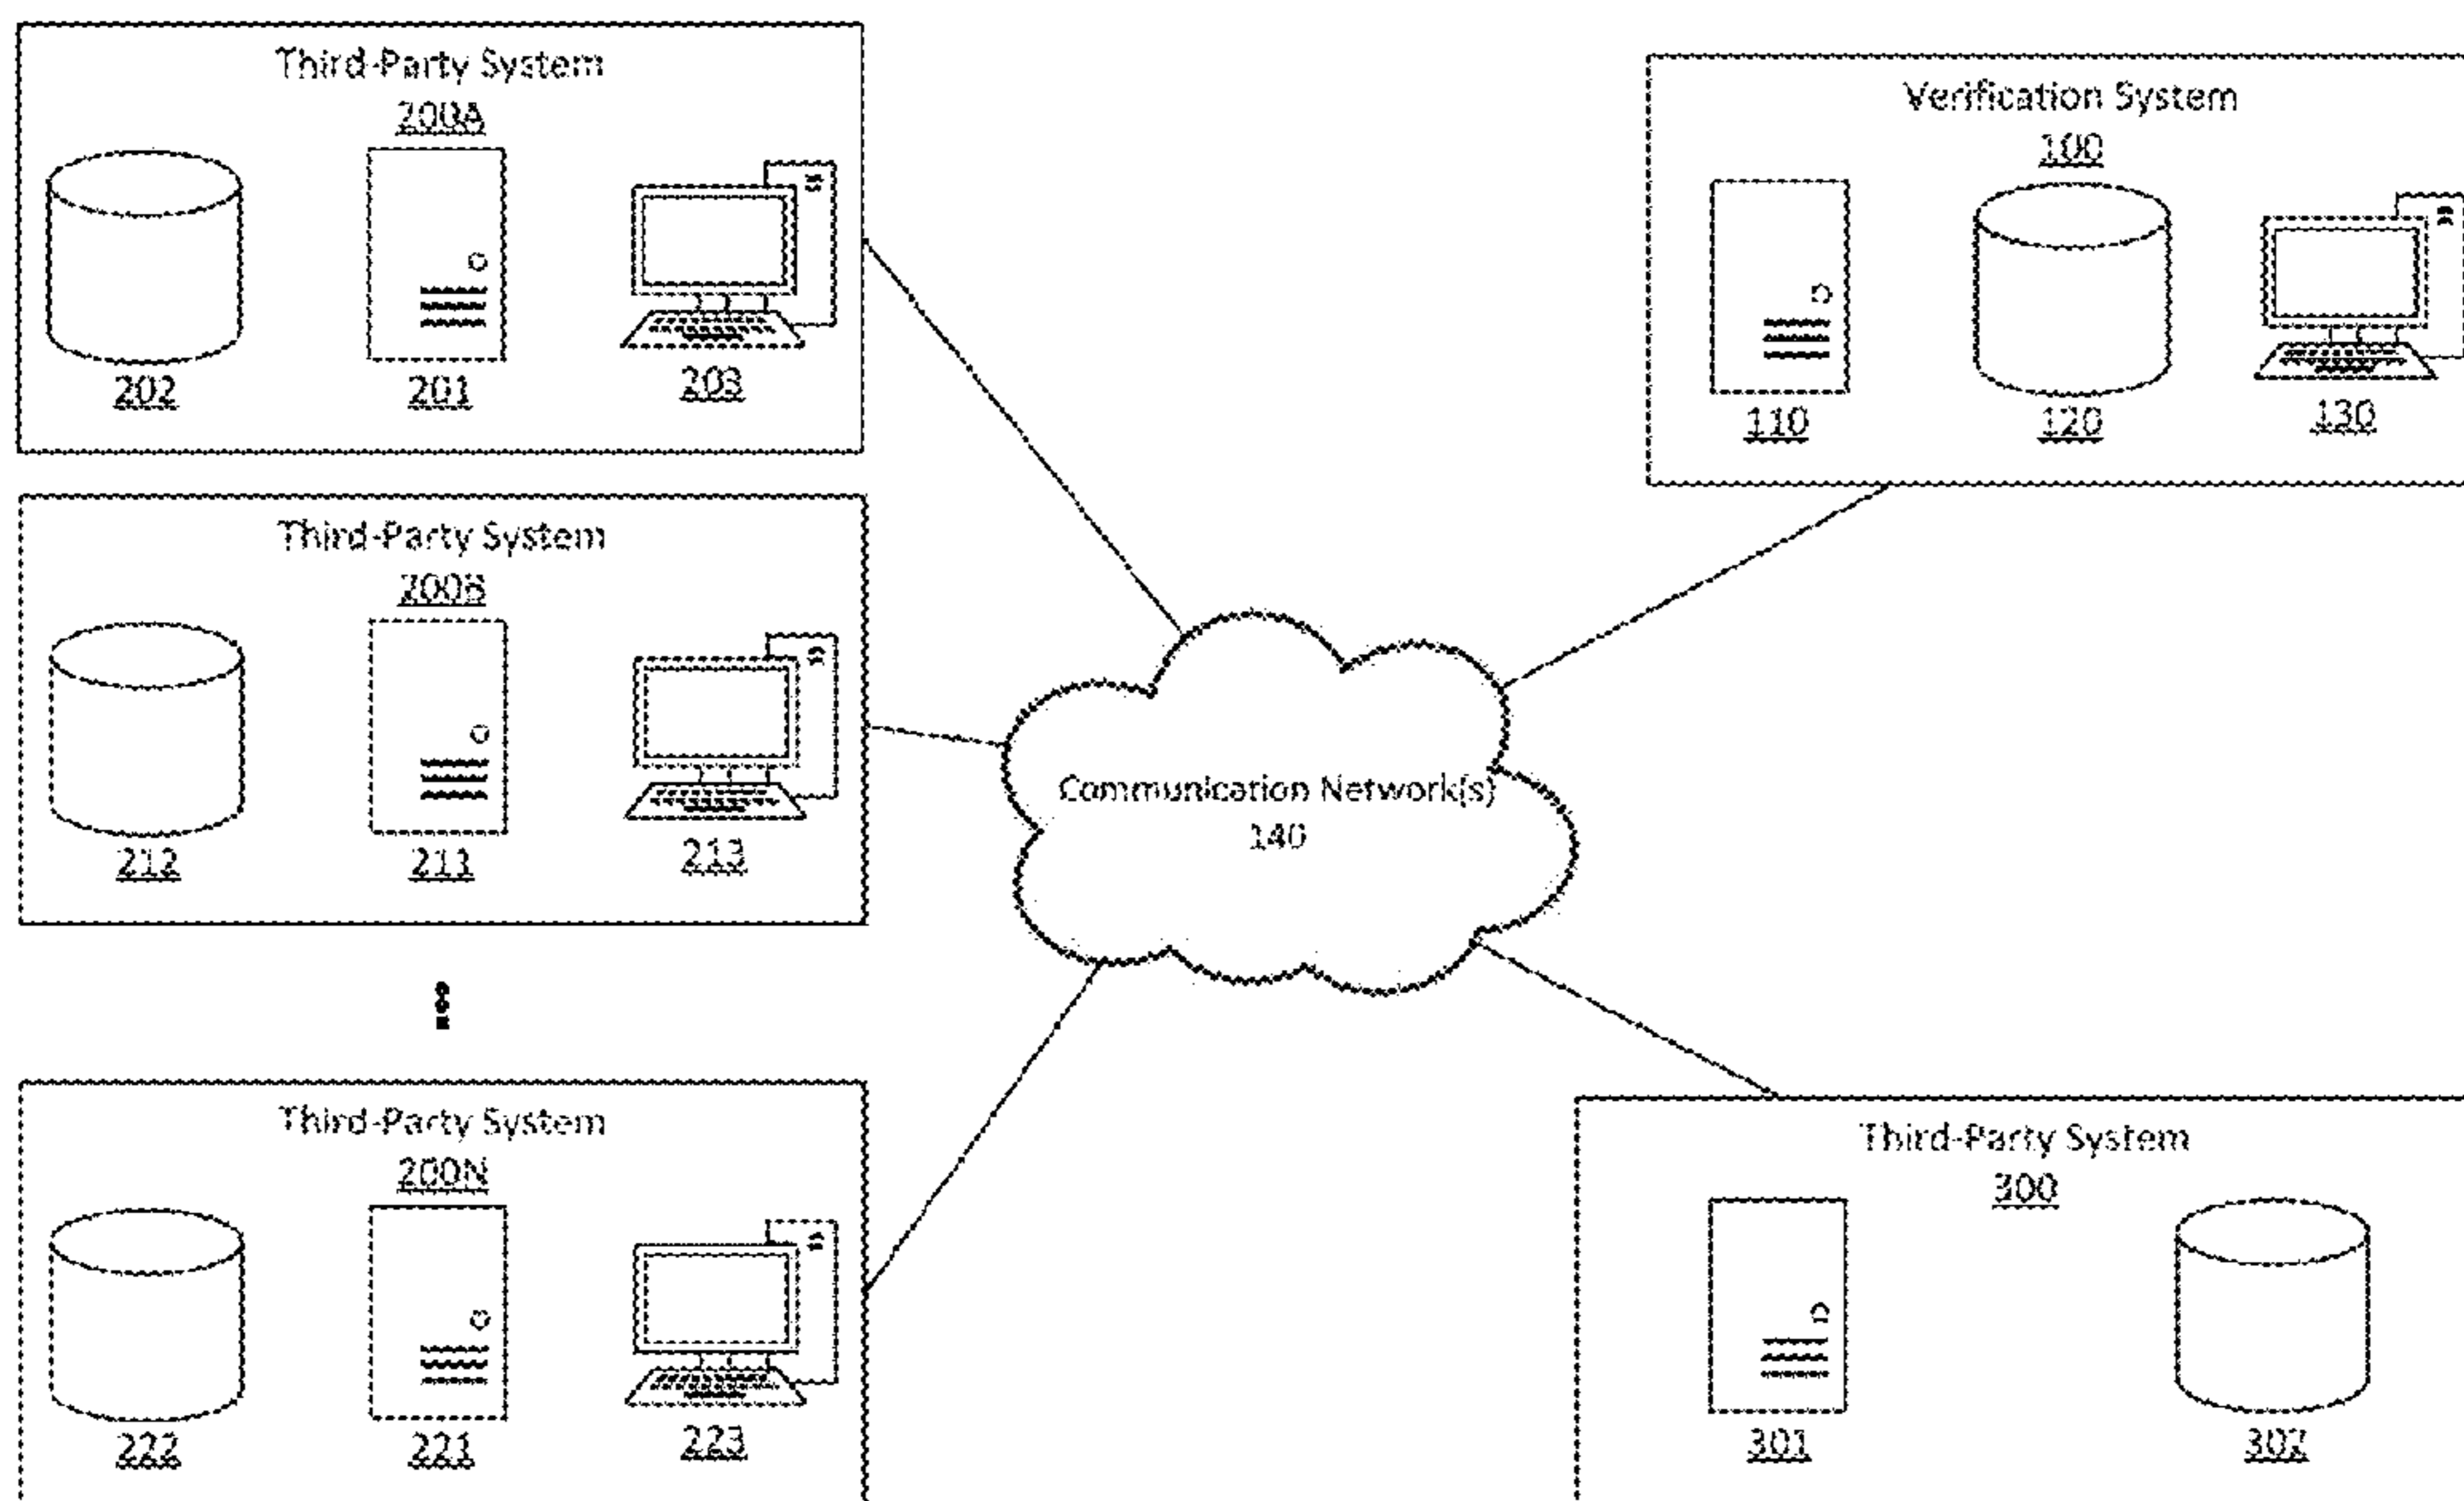 Third-Party System
200A
202
201
203
Verification System
100
110
120
130
Third-Party System
200B
212
211
213
Communication Network(s)
140
Third-Party System
200N
222
221
223
Third-Party System
300
301
302